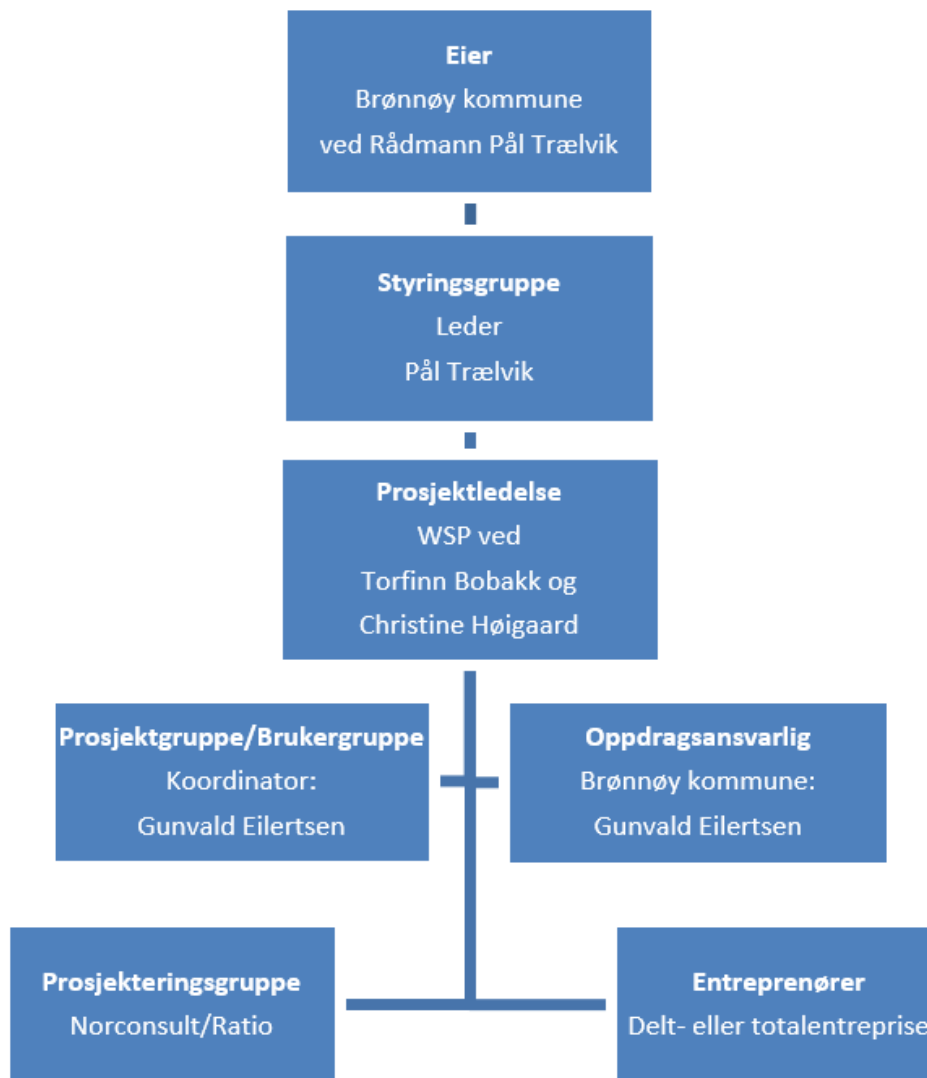 Eier
Brønnøy kommune
ved Rådmann Pål Trælvik
Styringsgruppe
Leder
Pål Trælvik
Prosjektledelse
WSP ved
Torfinn Bobakk og
Christine Høigaard
Prosjektgruppe/Brukergruppe
Koordinator:
Gunvald Eilertsen
Oppdragsansvarlig
Brønnøy kommune:
Gunvald Eilertsen
Prosjekteringsgruppe
Norconsult/Ratio
Entreprenører
Delt- eller totalentreprise